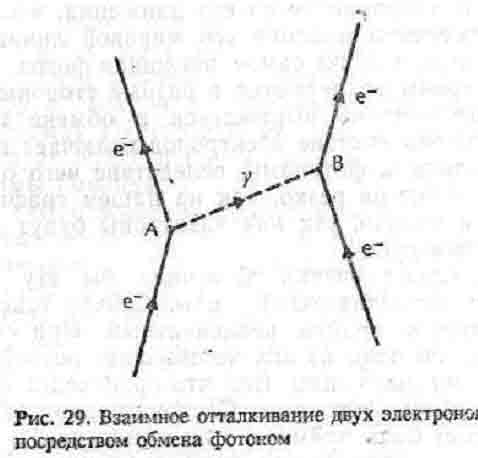 e⁻
e⁻
γ
B
A
e⁻
e⁻
Рис. 29. Взаимное отталкивание двух электронов
посредством обмена фотоном